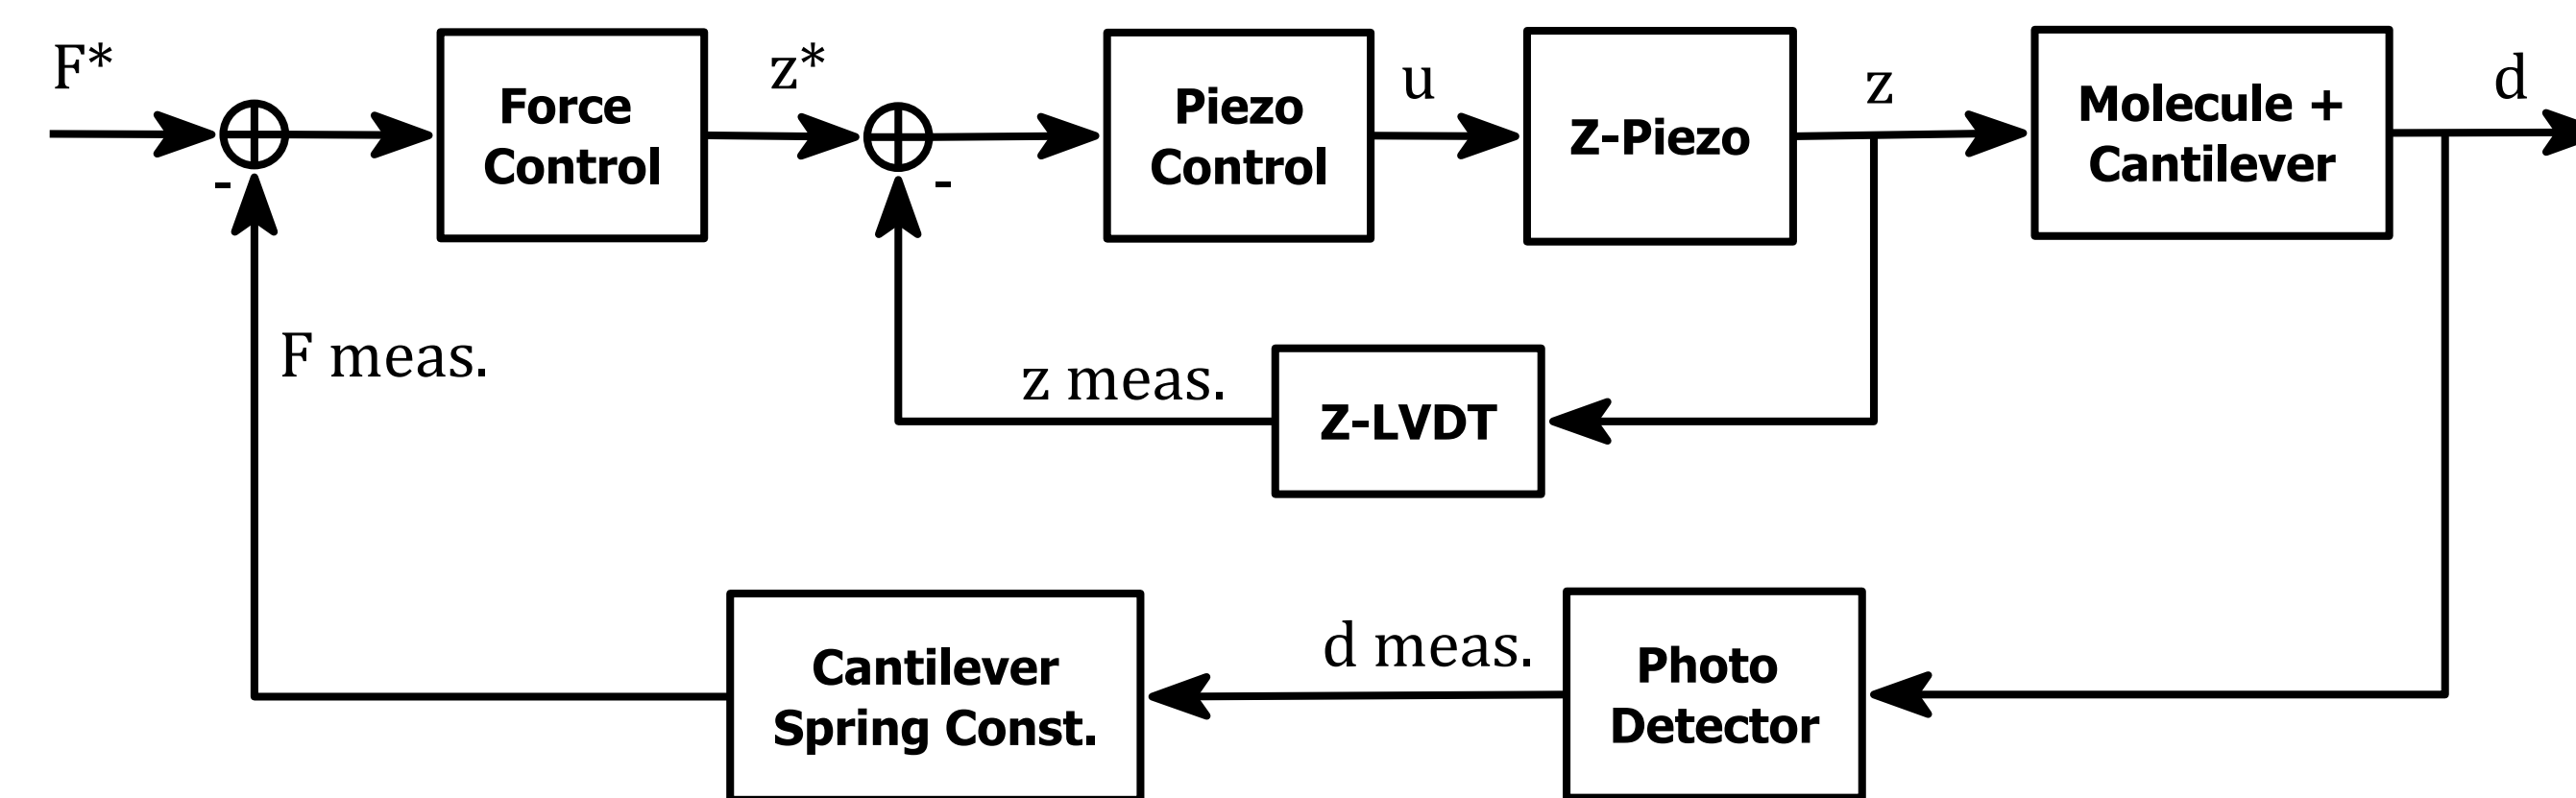 F*
Force
Control
z*
Piezo
Control
u
Z-Piezo
z
Molecule +
Cantilever
d
-
-
F meas.
z meas.
Z-LVDT
Cantilever
Spring Const.
d meas.
Photo
Detector